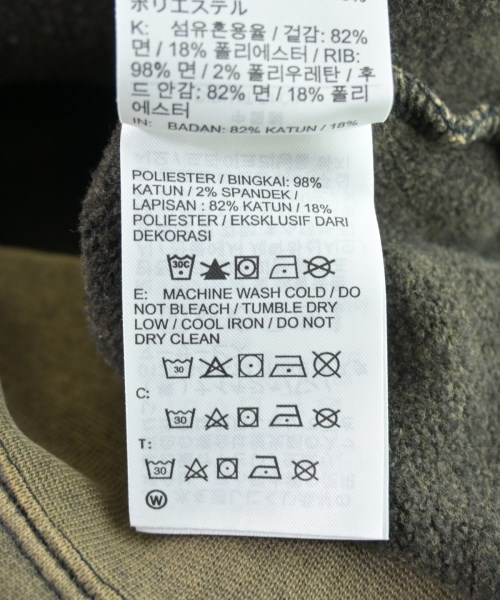 ポリエステル
K: 섬유혼용율 / 겉감: 82%
면 / 18% 폴리에스터 / RIB:
98% 면 / 2% 폴리우레탄 / 후
드 안감: 82% 면 / 18% 폴리
에스터
IN: BADAN: 82% KATUN / 18%
POLIESTER / BINGKAI: 98%
KATUN / 2% SPANDEK /
LAPISAN : 82% KATUN / 18%
POLIESTER / EKSKLUSIF DARI
DEKORASI
30C
E: MACHINE WASH COLD / DO
NOT BLEACH / TUMBLE DRY
LOW / COOL IRON / DO NOT
DRY CLEAN
30
C:
30
T:
30
W